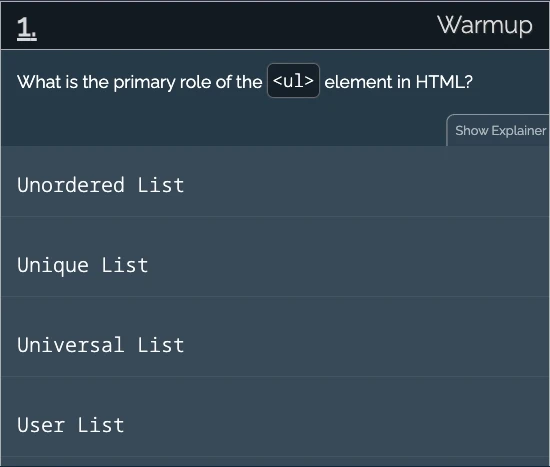 1.
Warmup
What is the primary role of the <ul> element in HTML?
Show Explainer
Unordered List
Unique List
Universal List
User List